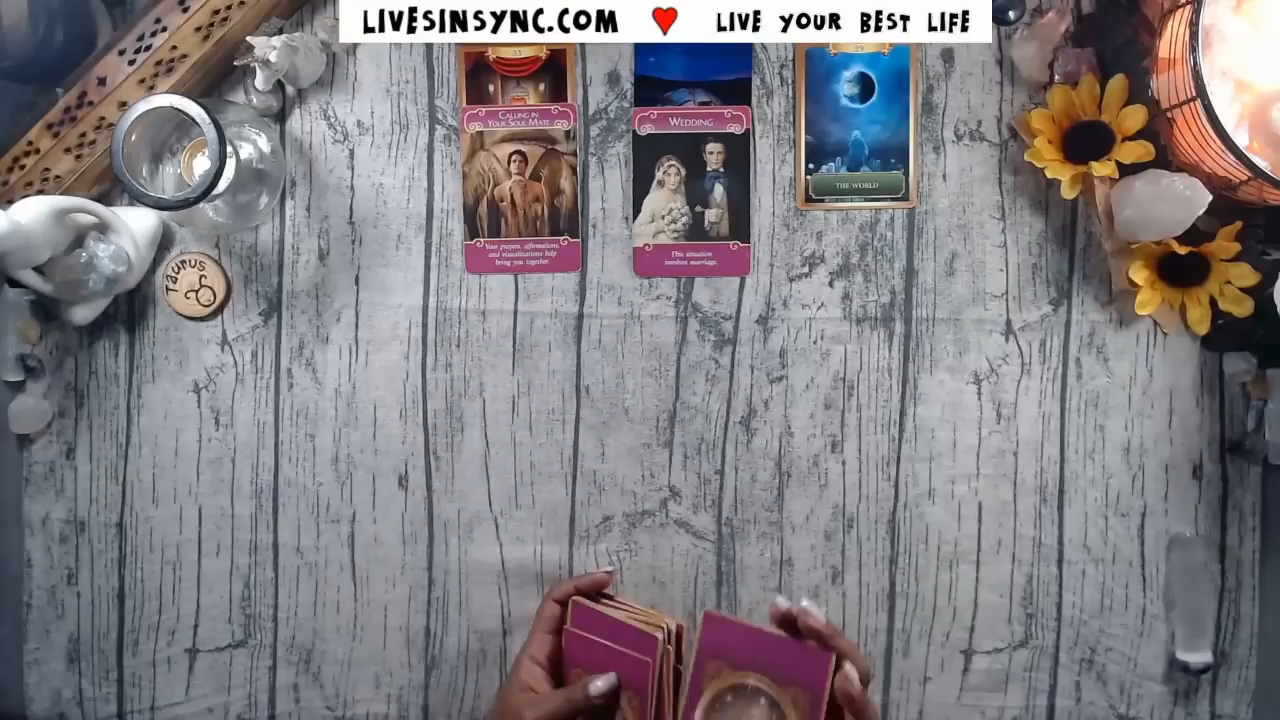 LIVESINSYNC.COM ♥ LIVE YOUR BEST LIFE
33
29
CALLING IN
YOUR SOUL MATE
WEDDING
THE WORLD
Your prayers, affirmations,
and visualizations help
bring you together
This situation
involves marriage.
Taurus ♉